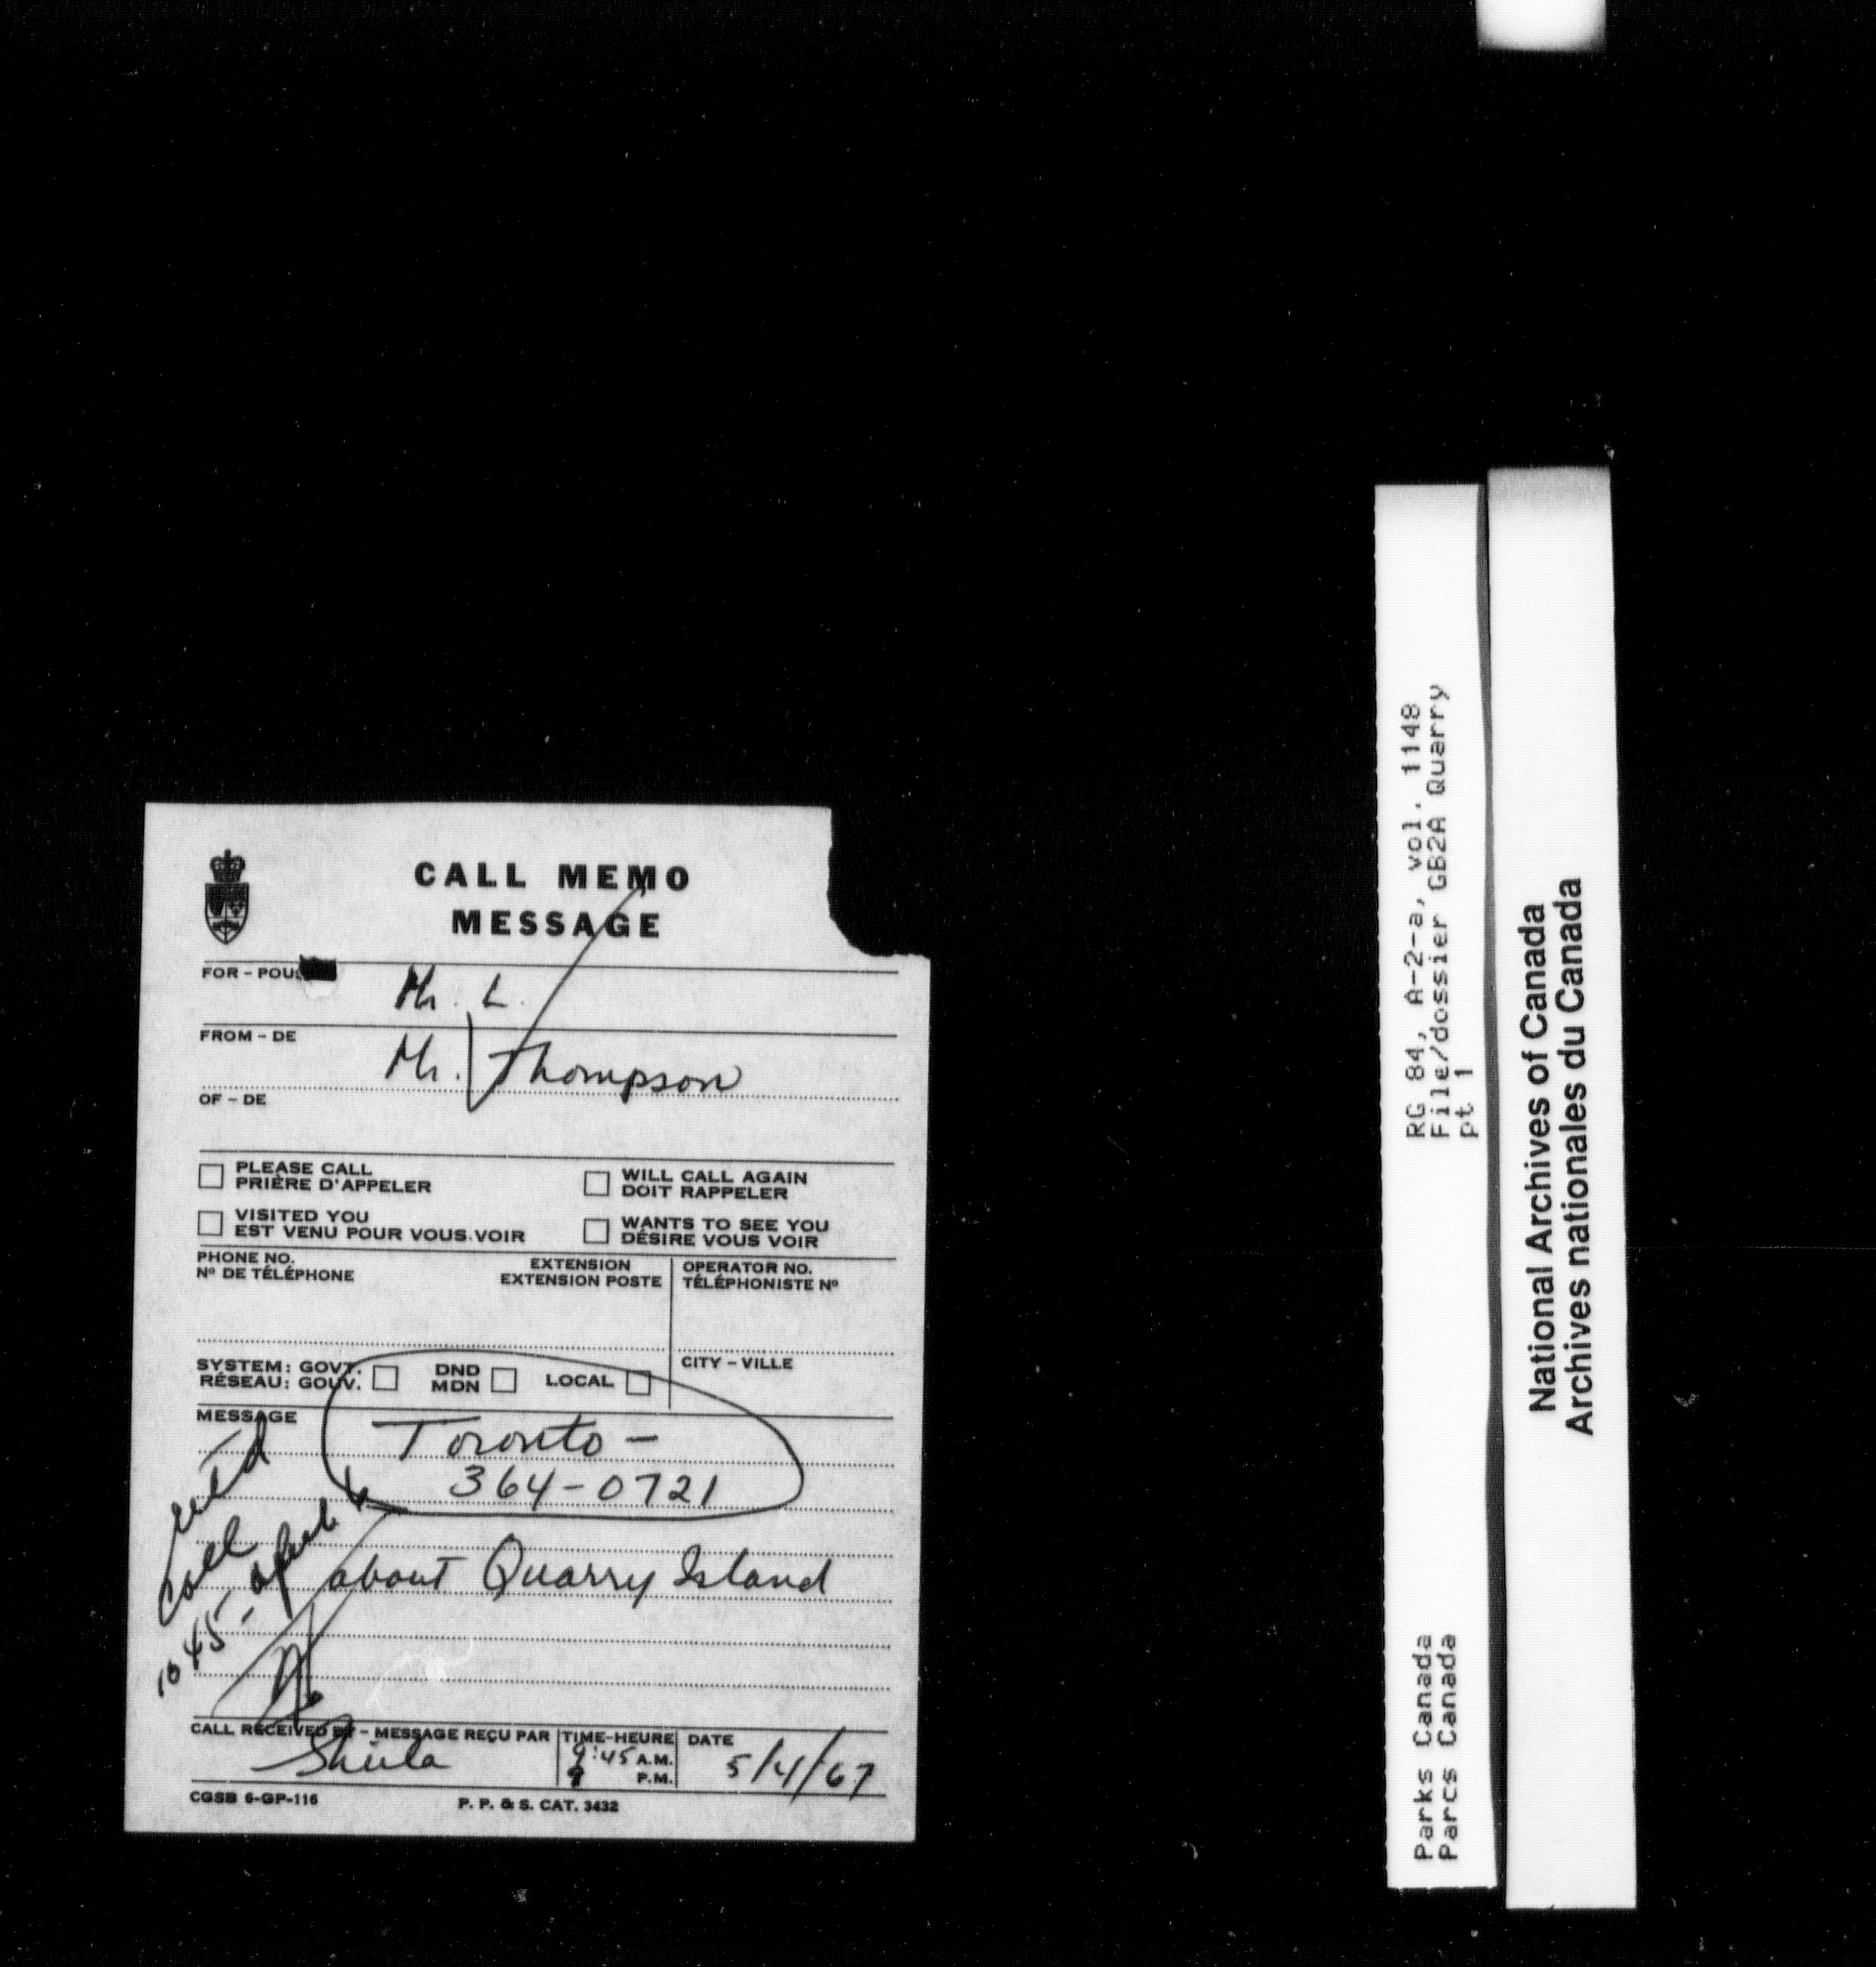 CALL MEMO
MESSAGE
FOR - POU
Mr. L.
FROM - DE
Mr. Thompson
OF - DE
PLEASE CALL
PRIÈRE D'APPELER
WILL CALL AGAIN
DOIT RAPPELER
VISITED YOU
EST VENU POUR VOUS VOIR
WANTS TO SEE YOU
DÉSIRE VOUS VOIR
PHONE NO.
Nº DE TÉLÉPHONE
EXTENSION
EXTENSION POSTE
OPERATOR NO.
TÉLÉPHONISTE Nº
SYSTEM: GOVT.
RÉSEAU: GOUV.
DND
MDN
LOCAL
CITY - VILLE
MESSAGE
Toronto -
364-0721
about Quarry Island
ret'd
call
1045,
CALL RECEIVED BY - MESSAGE REÇU PAR
Sheila
TIME-HEURE
9:45 A.M.
P.M.
DATE
5/4/67
CGSB 6-GP-116
P. P. & S. CAT. 3432
RG 84, A-2-a, vol. 1148
File/dossier GB2A Quarry
pt 1
Parks Canada
Parcs Canada
National Archives of Canada
Archives nationales du Canada